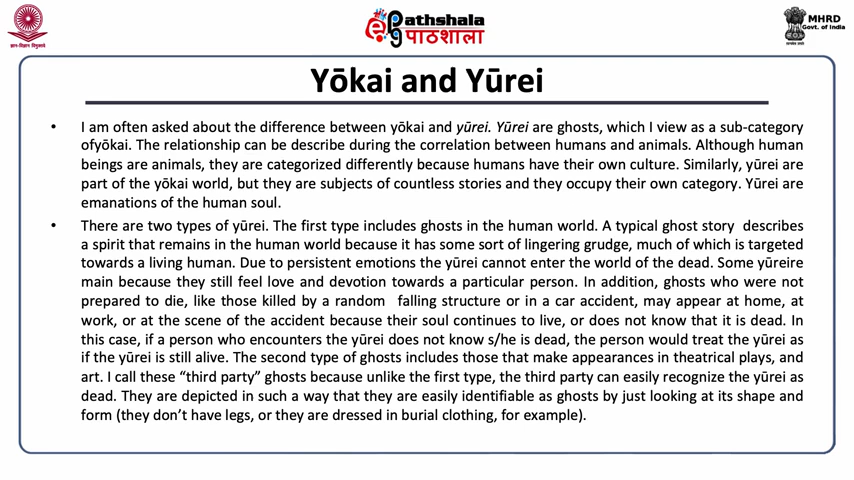 ज्ञान-विज्ञान विमुक्तये
ePathshala
पाठशाला
MHRD
Govt. of India
Yōkai and Yūrei
• I am often asked about the difference between yōkai and yūrei. Yūrei are ghosts, which I view as a sub-category
ofyōkai. The relationship can be describe during the correlation between humans and animals. Although human
beings are animals, they are categorized differently because humans have their own culture. Similarly, yūrei are
part of the yōkai world, but they are subjects of countless stories and they occupy their own category. Yūrei are
emanations of the human soul.
• There are two types of yūrei. The first type includes ghosts in the human world. A typical ghost story describes
a spirit that remains in the human world because it has some sort of lingering grudge, much of which is targeted
towards a living human. Due to persistent emotions the yūrei cannot enter the world of the dead. Some yūreire
main because they still feel love and devotion towards a particular person. In addition, ghosts who were not
prepared to die, like those killed by a random falling structure or in a car accident, may appear at home, at
work, or at the scene of the accident because their soul continues to live, or does not know that it is dead. In
this case, if a person who encounters the yūrei does not know s/he is dead, the person would treat the yūrei as
if the yūrei is still alive. The second type of ghosts includes those that make appearances in theatrical plays, and
art. I call these “third party” ghosts because unlike the first type, the third party can easily recognize the yūrei as
dead. They are depicted in such a way that they are easily identifiable as ghosts by just looking at its shape and
form (they don’t have legs, or they are dressed in burial clothing, for example).